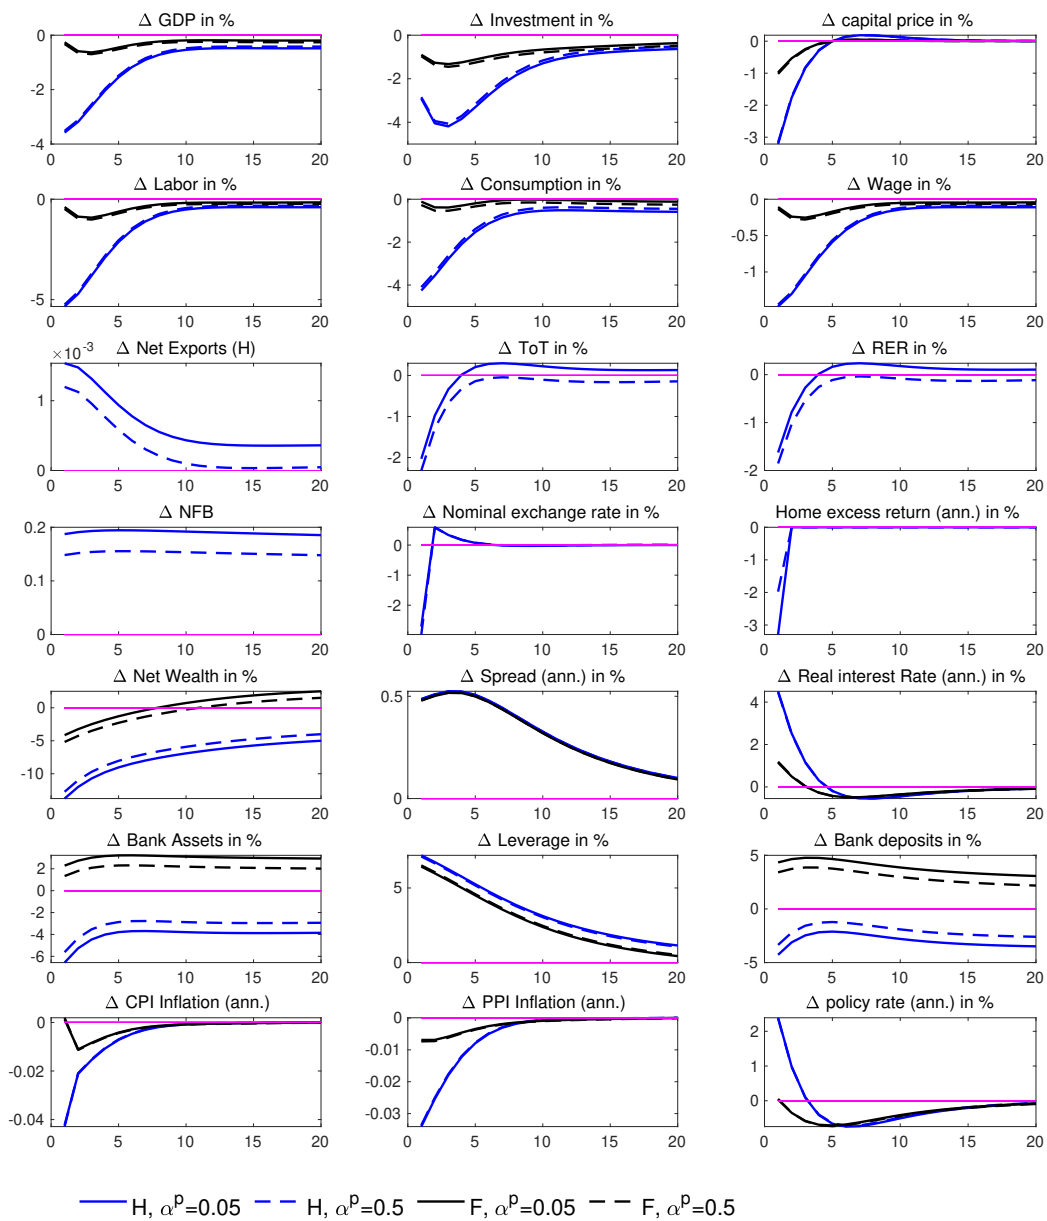 Δ GDP in %
0
-2
-4
0 5 10 15 20
Δ Investment in %
0
-2
-4
0 5 10 15 20
Δ capital price in %
0
-1
-2
-3
0 5 10 15 20
Δ Labor in %
0
-5
0 5 10 15 20
Δ Consumption in %
0
-2
-4
0 5 10 15 20
Δ Wage in %
0
-0.5
-1
0 5 10 15 20
Δ Net Exports (H)
×10^-3
1
0
0 5 10 15 20
Δ ToT in %
0
-1
-2
0 5 10 15 20
Δ RER in %
0
-1
-2
0 5 10 15 20
Δ NFB
0.2
0.1
0
0 5 10 15 20
Δ Nominal exchange rate in %
0
-1
-2
0 5 10 15 20
Home excess return (ann.) in %
0
-1
-2
-3
0 5 10 15 20
Δ Net Wealth in %
0
-5
-10
0 5 10 15 20
Δ Spread (ann.) in %
0.5
0
0 5 10 15 20
Δ Real interest Rate (ann.) in %
4
2
0
0 5 10 15 20
Δ Bank Assets in %
2
0
-2
-4
-6
0 5 10 15 20
Δ Leverage in %
5
0
0 5 10 15 20
Δ Bank deposits in %
5
0
-5
0 5 10 15 20
Δ CPI Inflation (ann.)
0
-0.02
-0.04
0 5 10 15 20
Δ PPI Inflation (ann.)
0
-0.01
-0.02
-0.03
0 5 10 15 20
Δ policy rate (ann.) in %
2
1
0
0 5 10 15 20
H, α^p=0.05 H, α^p=0.5 F, α^p=0.05 F, α^p=0.5